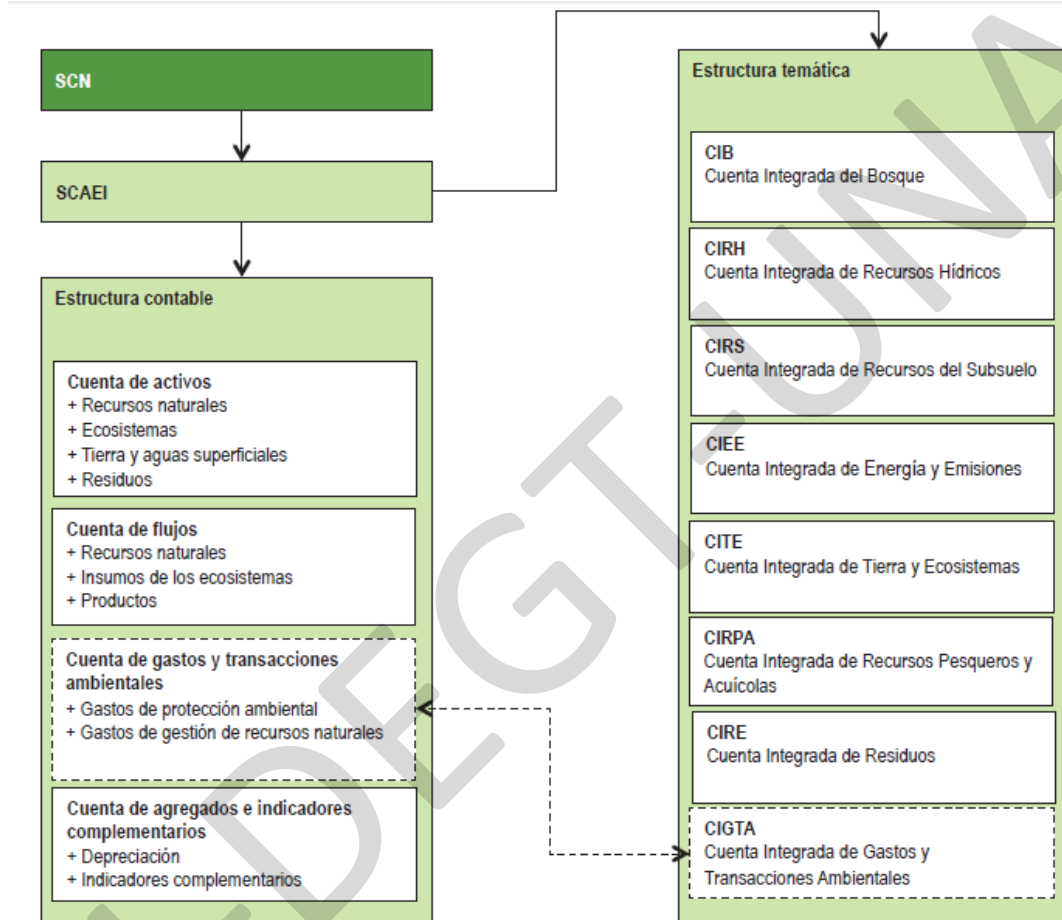 SCN
SCAEI
Estructura contable
Cuenta de activos
+ Recursos naturales
+ Ecosistemas
+ Tierra y aguas superficiales
+ Residuos
Cuenta de flujos
+ Recursos naturales
+ Insumos de los ecosistemas
+ Productos
Cuenta de gastos y transacciones
ambientales
+ Gastos de protección ambiental
+ Gastos de gestión de recursos naturales
Cuenta de agregados e indicadores
complementarios
+ Depreciación
+ Indicadores complementarios
Estructura temática
CIB
Cuenta Integrada del Bosque
CIRH
Cuenta Integrada de Recursos Hídricos
CIRS
Cuenta Integrada de Recursos del Subsuelo
CIEE
Cuenta Integrada de Energía y Emisiones
CITE
Cuenta Integrada de Tierra y Ecosistemas
CIRPA
Cuenta Integrada de Recursos Pesqueros y
Acuícolas
CIRE
Cuenta Integrada de Residuos
CIGTA
Cuenta Integrada de Gastos y
Transacciones Ambientales
-DEGT-UNA